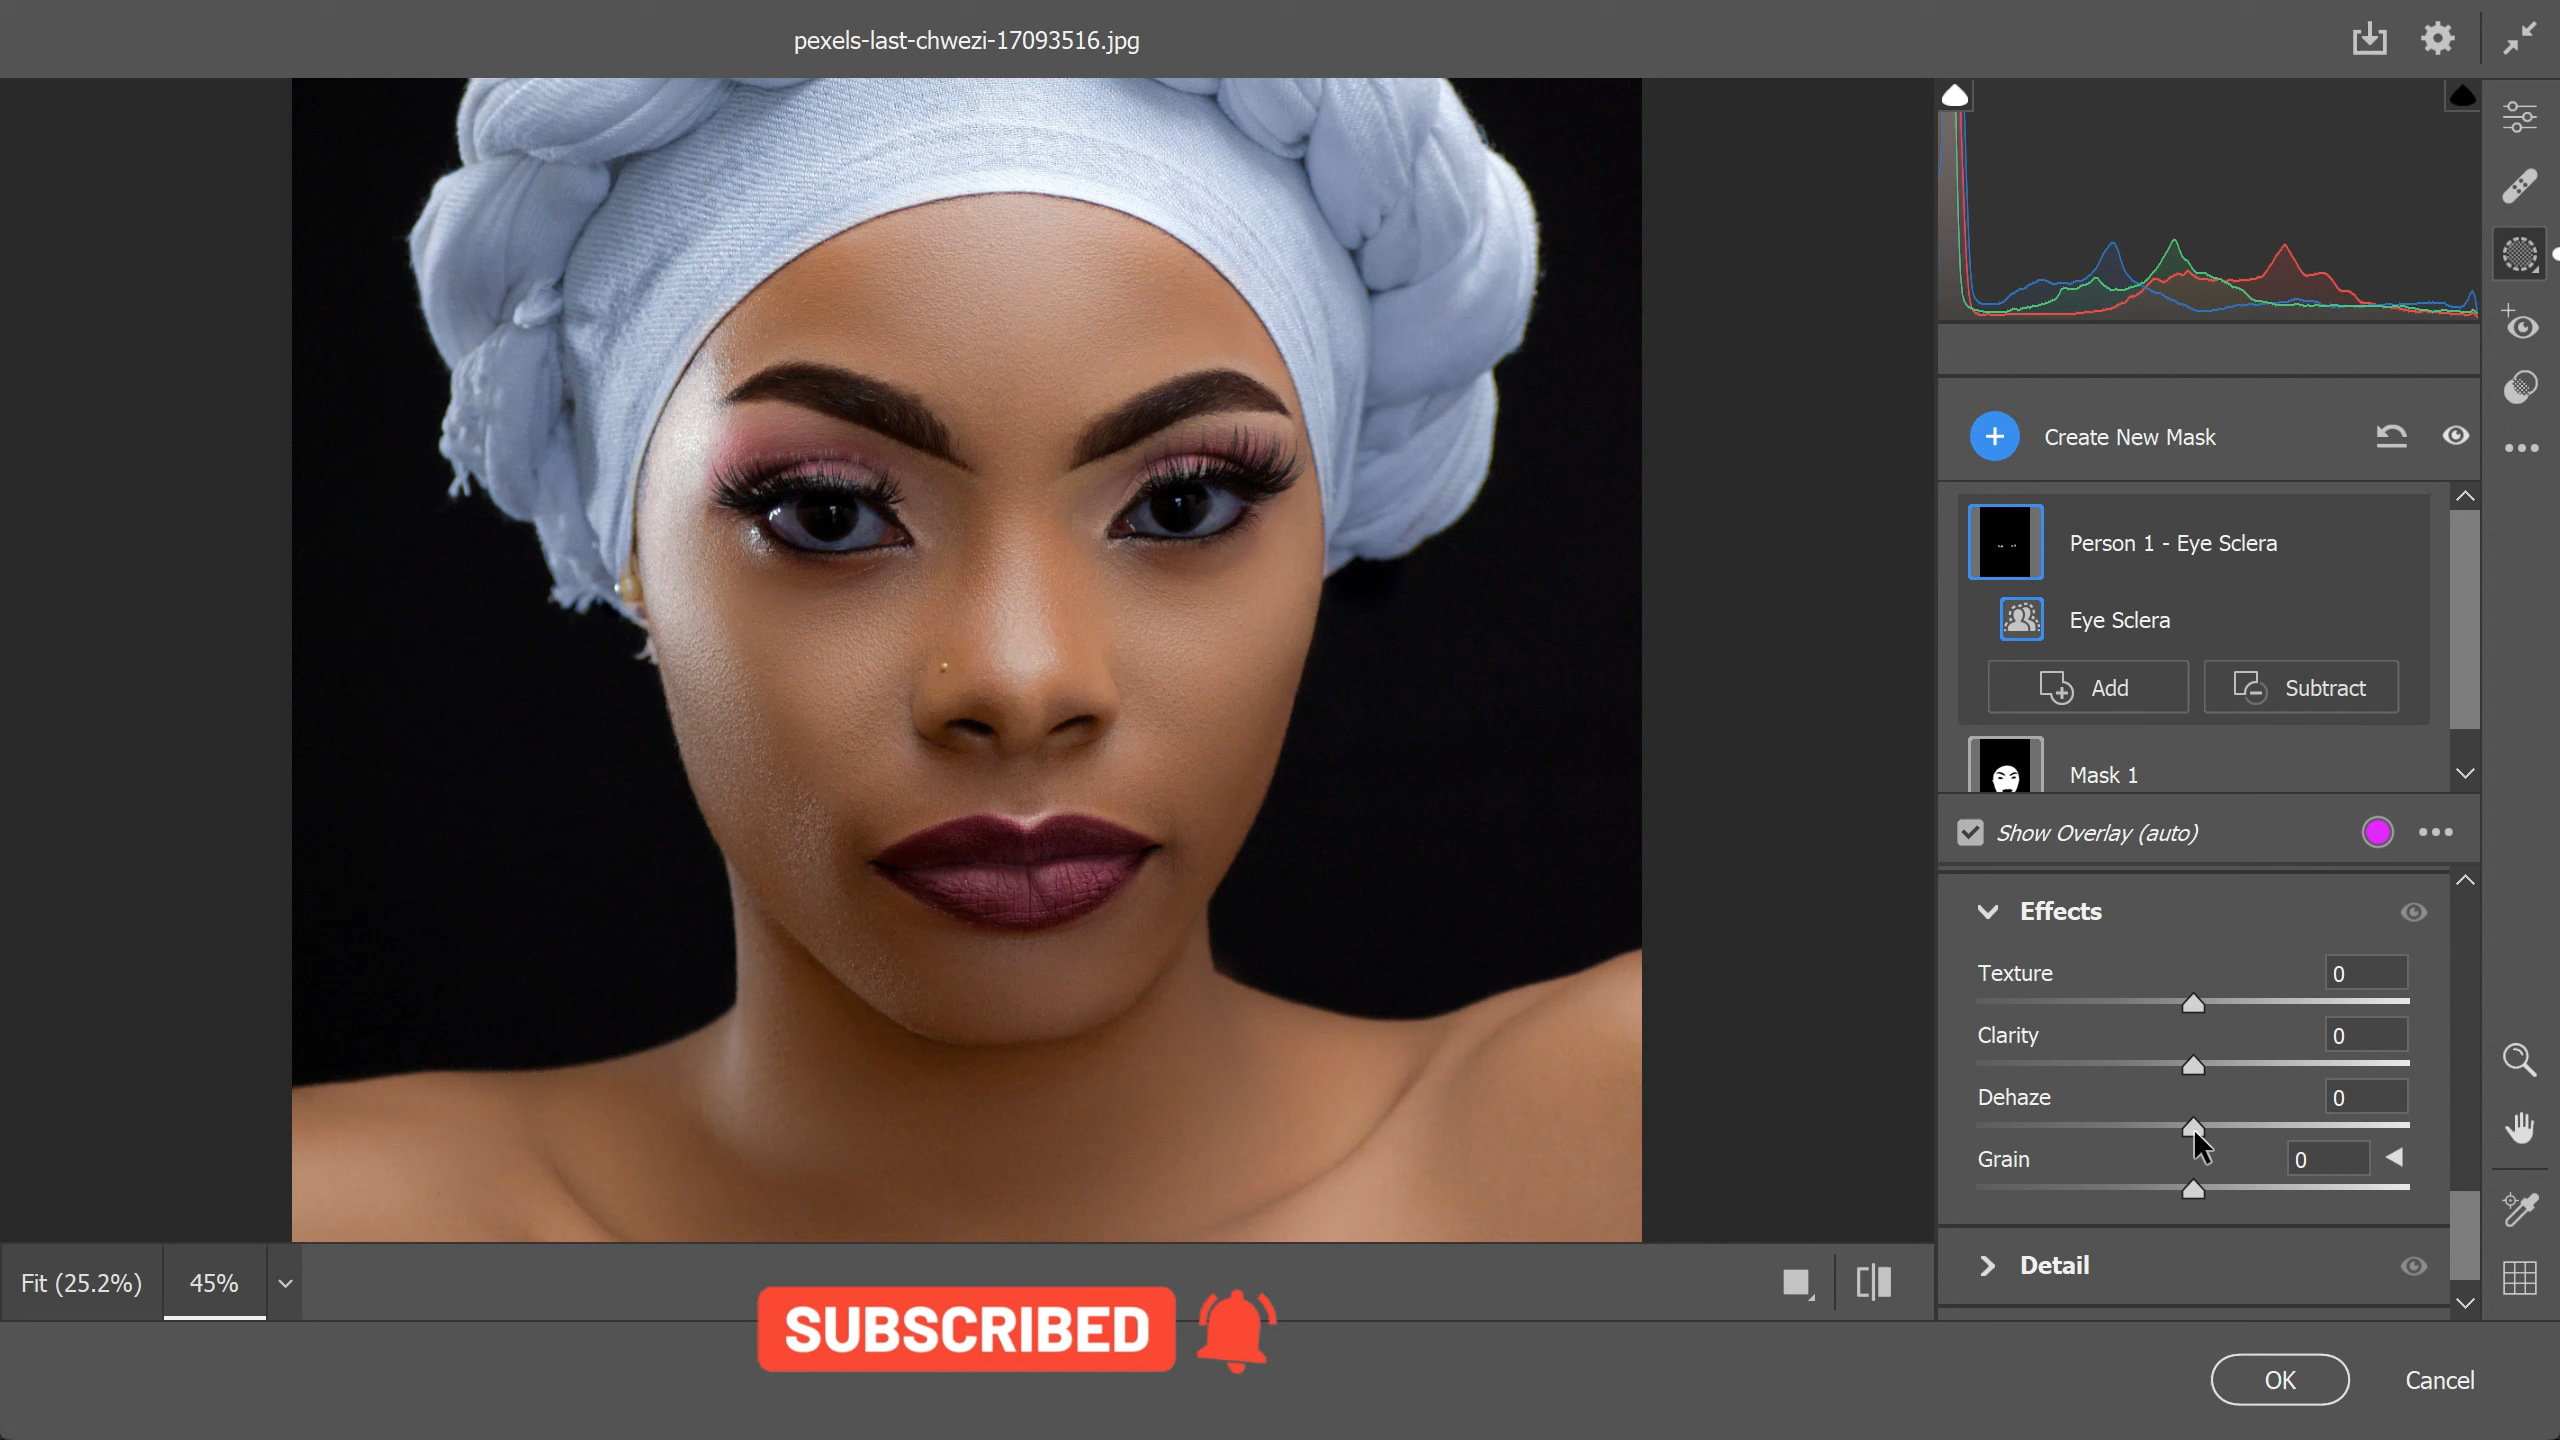 pexels-last-chwezi-17093516.jpg
Create New Mask
Person 1 - Eye Sclera
Eye Sclera
Add
Subtract
Mask 1
Show Overlay (auto)
Effects
Texture 0
Clarity 0
Dehaze 0
Grain 0
Detail
Fit (25.2%) 45%
SUBSCRIBED
OK Cancel